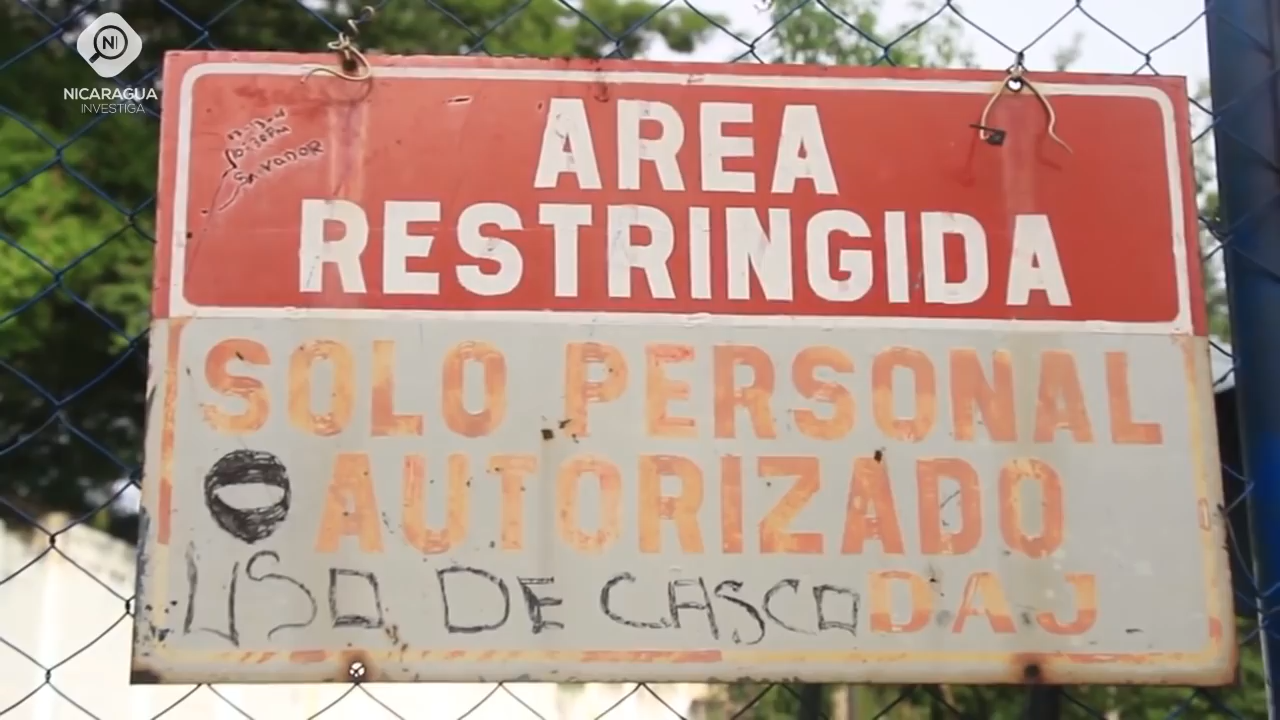 NICARAGUA
INVESTIGA
AREA
RESTRINGIDA
SOLO PERSONAL
AUTORIZADO
USO DE CASCO DAJ